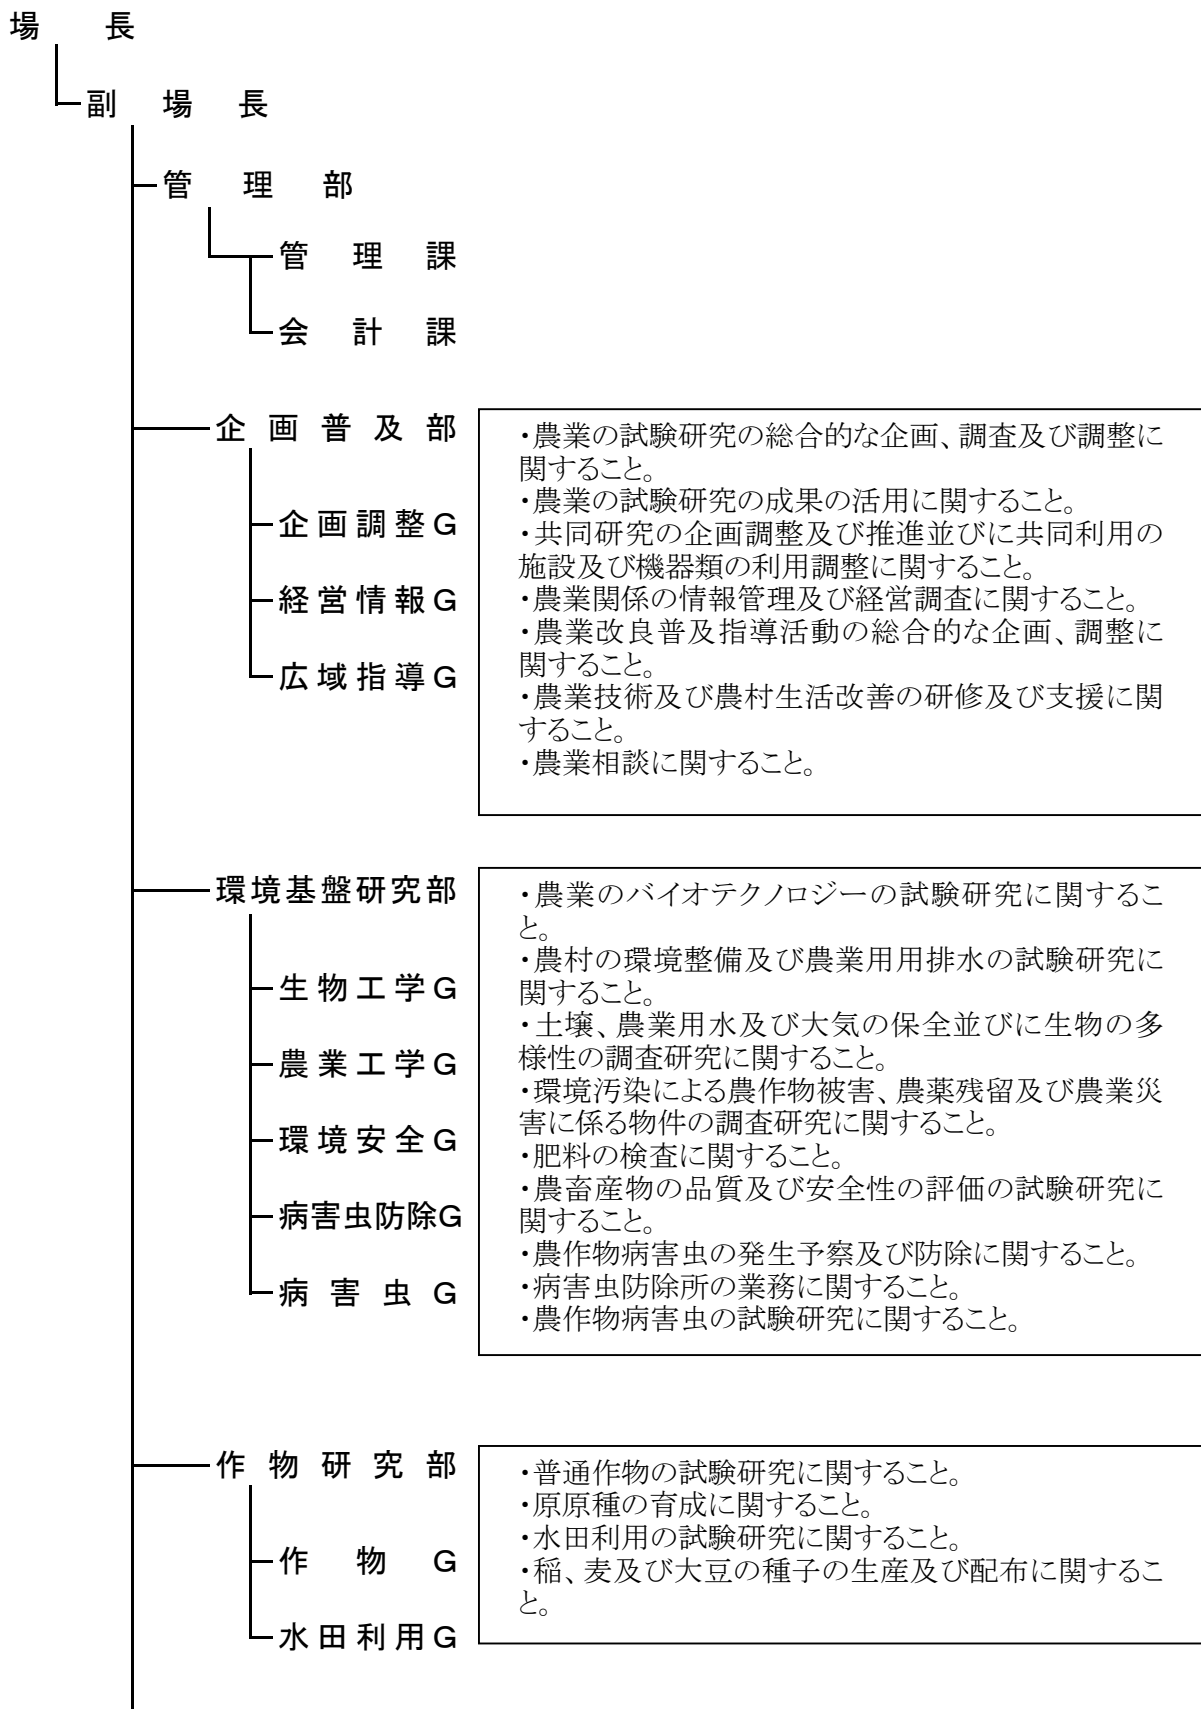 場長
副場長
管理部
管理課
会計課
企画普及部
企画調整G
経営情報G
広域指導G
・農業の試験研究の総合的な企画、調査及び調整に
関すること。
・農業の試験研究の成果の活用に関すること。
・共同研究の企画調整及び推進並びに共同利用の
施設及び機器類の利用調整に関すること。
・農業関係の情報管理及び経営調査に関すること。
・農業改良普及指導活動の総合的な企画、調整に
関すること。
・農業技術及び農村生活改善の研修及び支援に関
すること。
・農業相談に関すること。
環境基盤研究部
生物工学G
農業工学G
環境安全G
病害虫防除G
病害虫G
・農業のバイオテクノロジーの試験研究に関するこ
と。
・農村の環境整備及び農業用用排水の試験研究に
関すること。
・土壌、農業用水及び大気の保全並びに生物の多
様性の調査研究に関すること。
・環境汚染による農作物被害、農薬残留及び農業災
害に係る物件の調査研究に関すること。
・肥料の検査に関すること。
・農畜産物の品質及び安全性の評価の試験研究に
関すること。
・農作物病害虫の発生予察及び防除に関すること。
・病害虫防除所の業務に関すること。
・農作物病害虫の試験研究に関すること。
作物研究部
作物G
水田利用G
・普通作物の試験研究に関すること。
・原原種の育成に関すること。
・水田利用の試験研究に関すること。
・稲、麦及び大豆の種子の生産及び配布に関するこ
と。